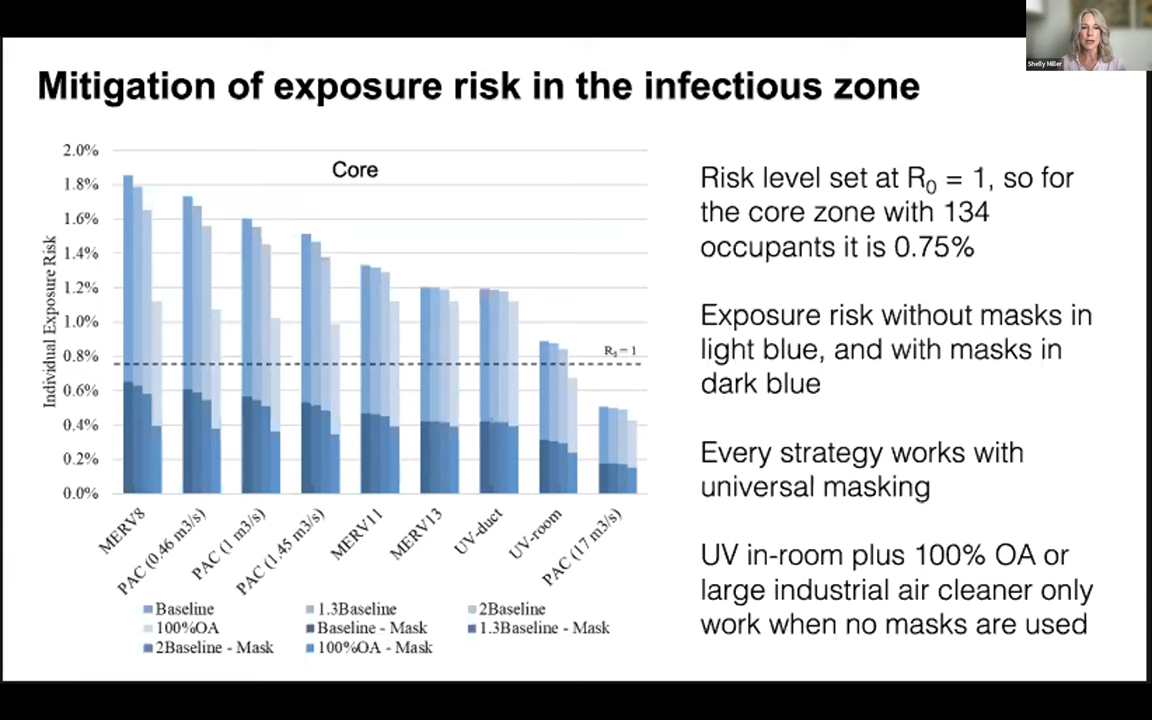 Shelly Miller
Mitigation of exposure risk in the infectious zone
Core
Individual Exposure Risk
2.0%
1.8%
1.6%
1.4%
1.2%
1.0%
0.8%
0.6%
0.4%
0.2%
0.0%
R₀ = 1
MERV8
PAC (0.46 m3/s)
PAC (1 m3/s)
PAC (1.45 m3/s)
MERV11
MERV13
UV-duct
UV-room
PAC (17 m3/s)
Baseline 1.3Baseline 2Baseline
100%OA Baseline - Mask 1.3Baseline - Mask
2Baseline - Mask 100%OA - Mask
Risk level set at R₀ = 1, so for
the core zone with 134
occupants it is 0.75%
Exposure risk without masks in
light blue, and with masks in
dark blue
Every strategy works with
universal masking
UV in-room plus 100% OA or
large industrial air cleaner only
work when no masks are used